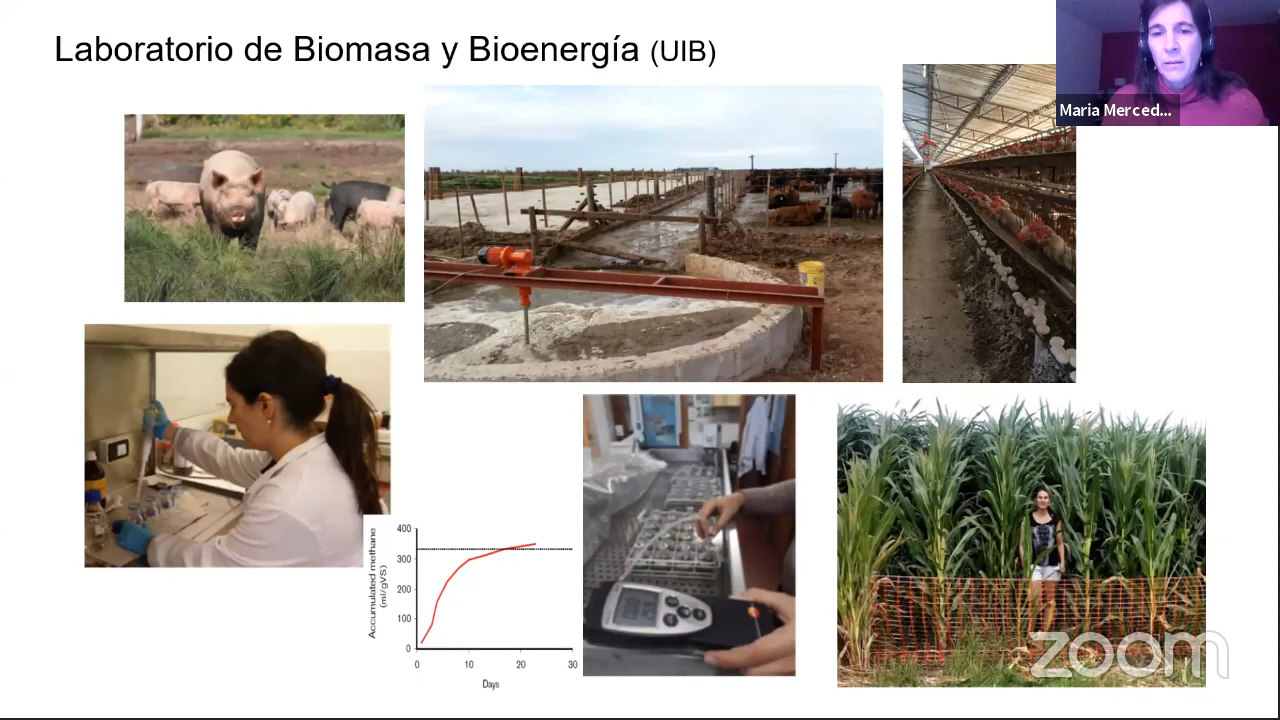 Laboratorio de Biomasa y Bioenergía (UIB)
Maria Merced...
Accumulated methane
(ml/gVS)
400
300
200
100
0
0 10 20 30
Days
zoom